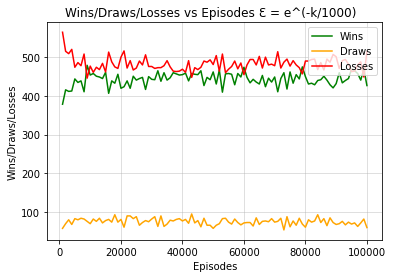 Wins/Draws/Losses vs Episodes Ɛ = e^(-k/1000)
Wins/Draws/Losses
500
400
300
200
100
Wins
Draws
Losses
0
20000
40000
60000
80000
100000
Episodes